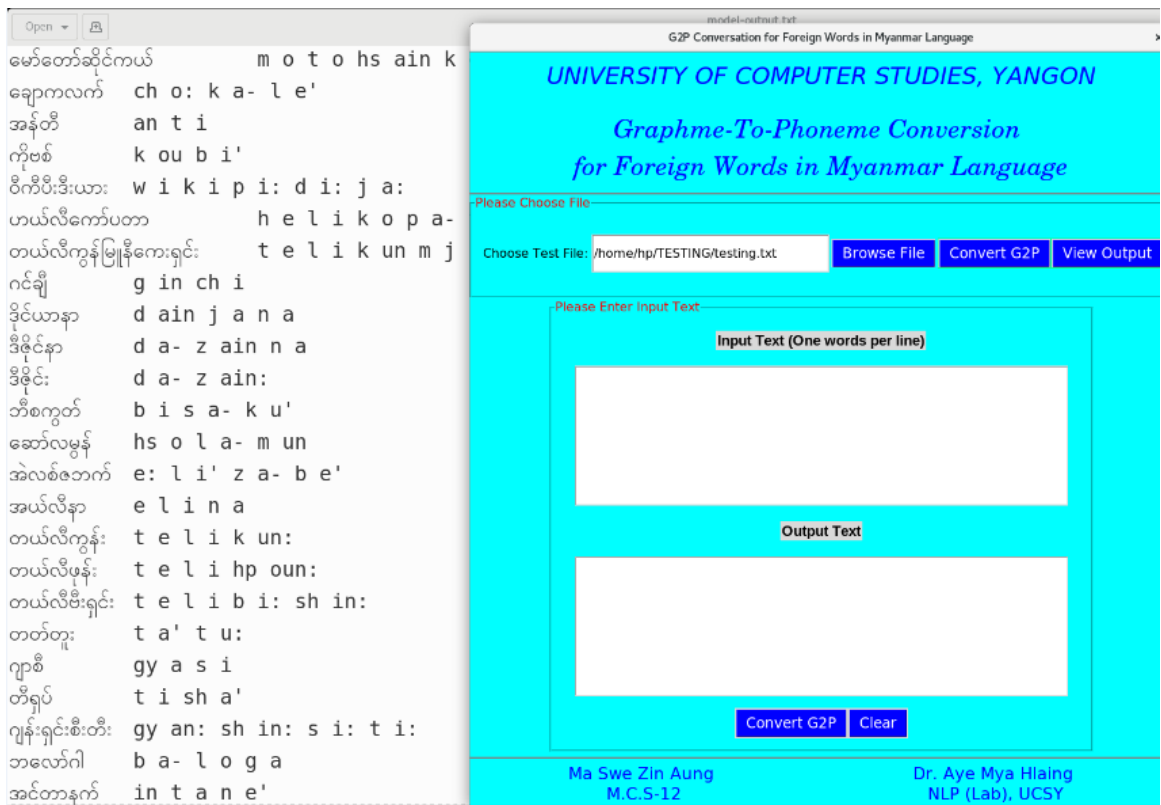 Open
model-output.txt
မော်တော်ဆိုင်ကယ် m o t o hs ain k
ချောကလက် ch o: k a- l e'
အန်တီ an t i
ကိုဗစ် k ou b i'
ဝီကီပီးဒီးယား w i k i p i: d i: j a:
ဟယ်လီကော်ပတာ h e l i k o p a-
တယ်လီကွန်မြူနီကေးရှင်း t e l i k un m j
ဂင်ချီ g in ch i
ဒိုင်ယာနာ d ain j a n a
ဒီဇိုင်နာ d a- z ain n a
ဒီဇိုင်း d a- z ain:
ဘီစကွတ် b i s a- k u'
ဆော်လမွန် hs o l a- m un
အဲလစ်ဇဘက် e: l i' z a- b e'
အယ်လီနာ e l i n a
တယ်လီကွန်း t e l i k un:
တယ်လီဖုန်း t e l i hp oun:
တယ်လီဗီးရှင်း t e l i b i: sh in:
တတ်တူး t a' t u:
ဂျာစီ gy a s i
တီရှပ် t i sh a'
ဂျန်းရှင်းစီးတီး gy an: sh in: s i: t i:
ဘလော်ဂါ b a- l o g a
အင်တာနက် in t a n e'
G2P Conversation for Foreign Words in Myanmar Language
UNIVERSITY OF COMPUTER STUDIES, YANGON
Graphme-To-Phoneme Conversion
for Foreign Words in Myanmar Language
Please Choose File
Choose Test File: /home/hp/TESTING/testing.txt Browse File Convert G2P View Output
Please Enter Input Text
Input Text (One words per line)
Output Text
Convert G2P Clear
Ma Swe Zin Aung Dr. Aye Mya Hlaing
M.C.S-12 NLP (Lab), UCSY